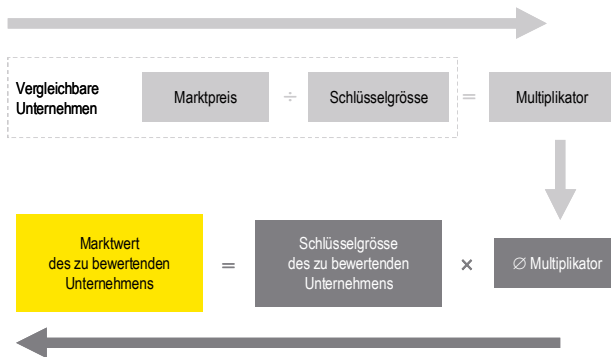 Vergleichbare
Unternehmen
Marktpreis ÷ Schlüsselgrösse = Multiplikator
Marktwert
des zu bewertenden
Unternehmens
=
Schlüsselgrösse
des zu bewertenden
Unternehmens
×
∅ Multiplikator